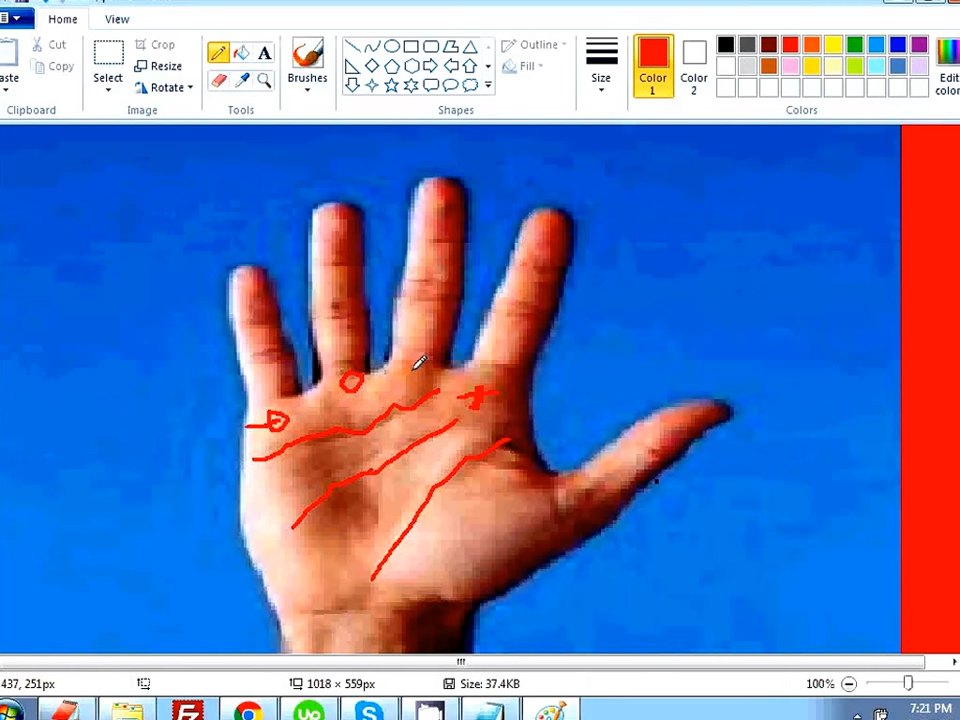 Home View
Cut
Copy
Clipboard
Select
Crop
Resize
Rotate
Image
A
Tools
Brushes
Outline
Fill
Shapes
Size
Color
1
Color
2
Colors
Edit
437, 251px
1018 × 559px
Size: 37.4KB
100%
7:21 PM